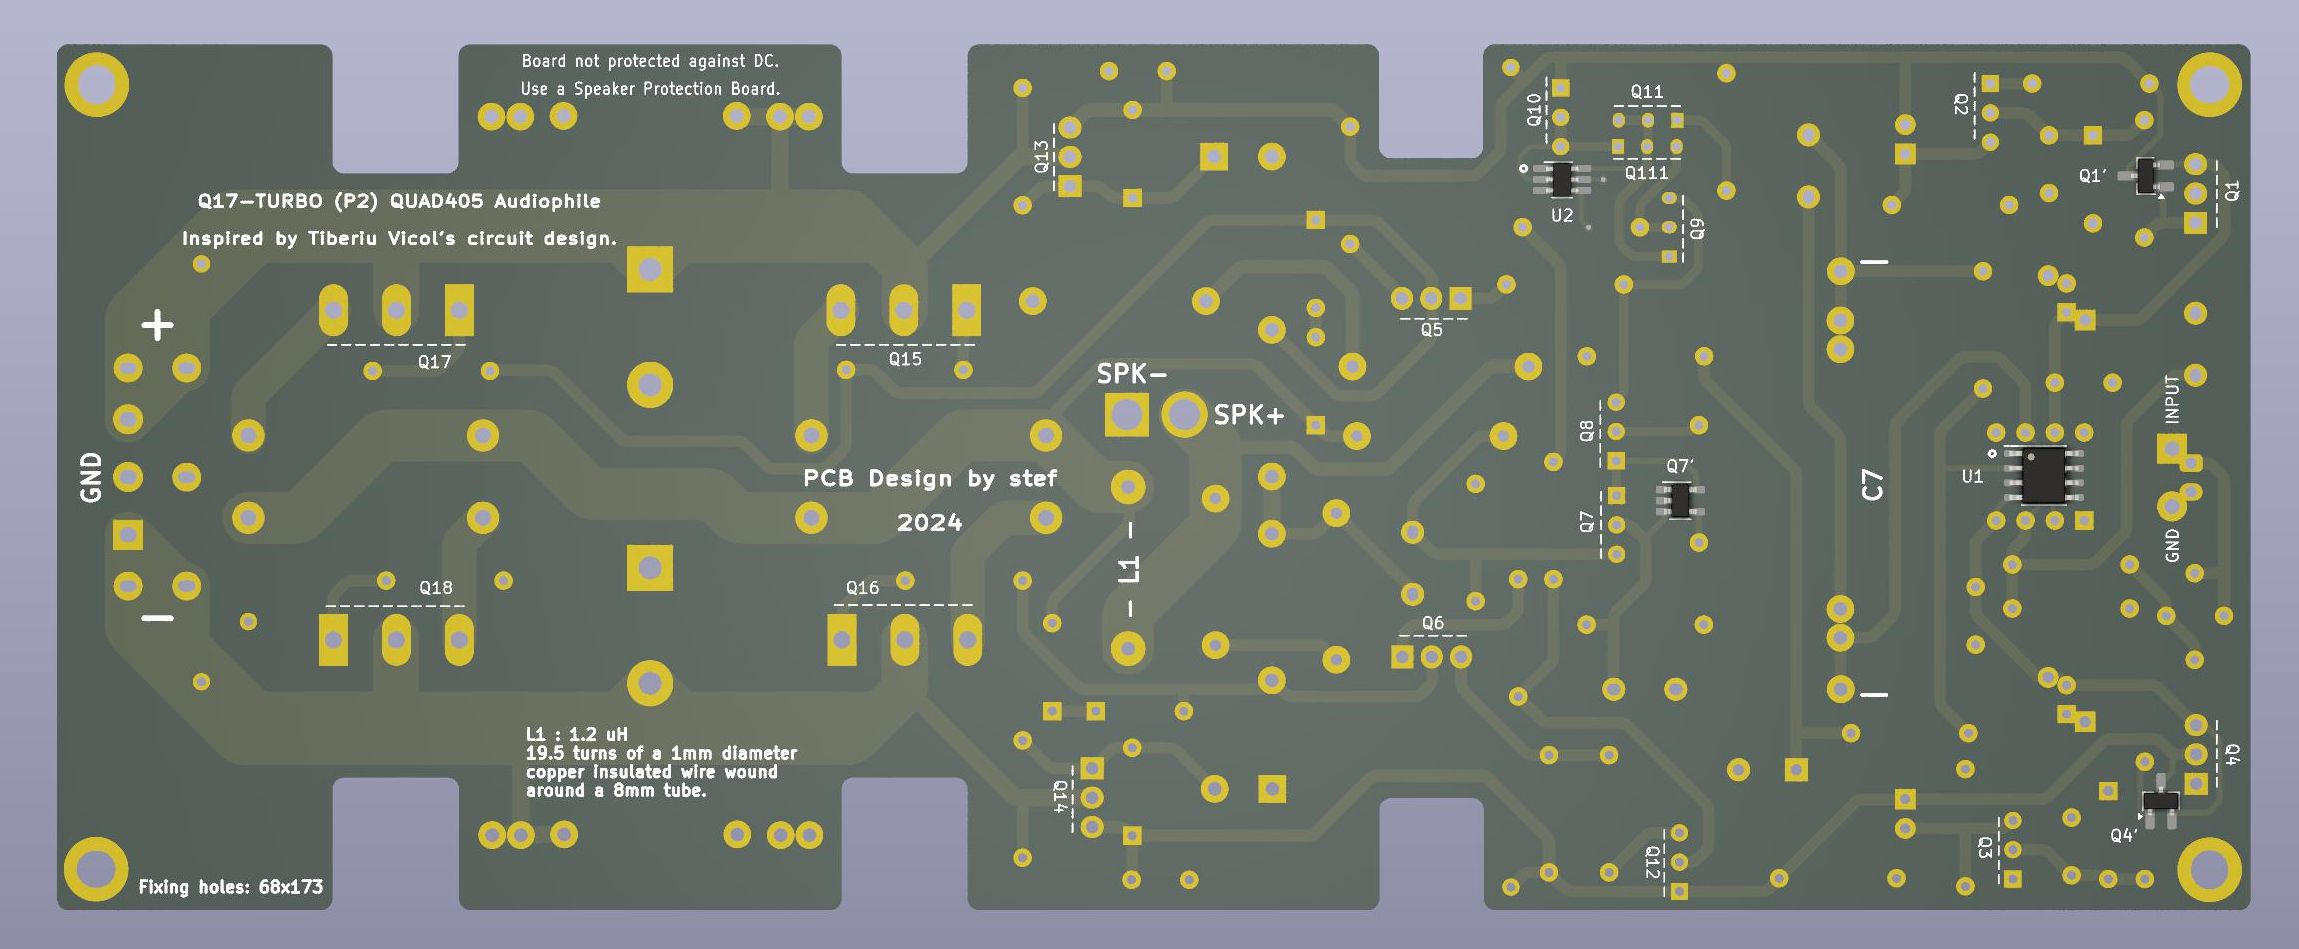 Board not protected against DC.
Use a Speaker Protection Board.
Q17-TURBO (P2) QUAD405 Audiophile
Inspired by Tiberiu Vicol's circuit design.
+
GND
−
Q17
Q15
Q18
Q16
SPK-
SPK+
PCB Design by stef
2024
- L1 -
L1 : 1.2 uH
19.5 turns of a 1mm diameter
copper insulated wire wound
around a 8mm tube.
Fixing holes: 68x173
Q13
Q14
Q5
Q6
Q10
Q11
Q111
U2
Q9
Q8
Q7'
Q7
Q12
C7
Q2
Q1'
Q1
INPUT
U1
GND
Q4
Q4'
Q3